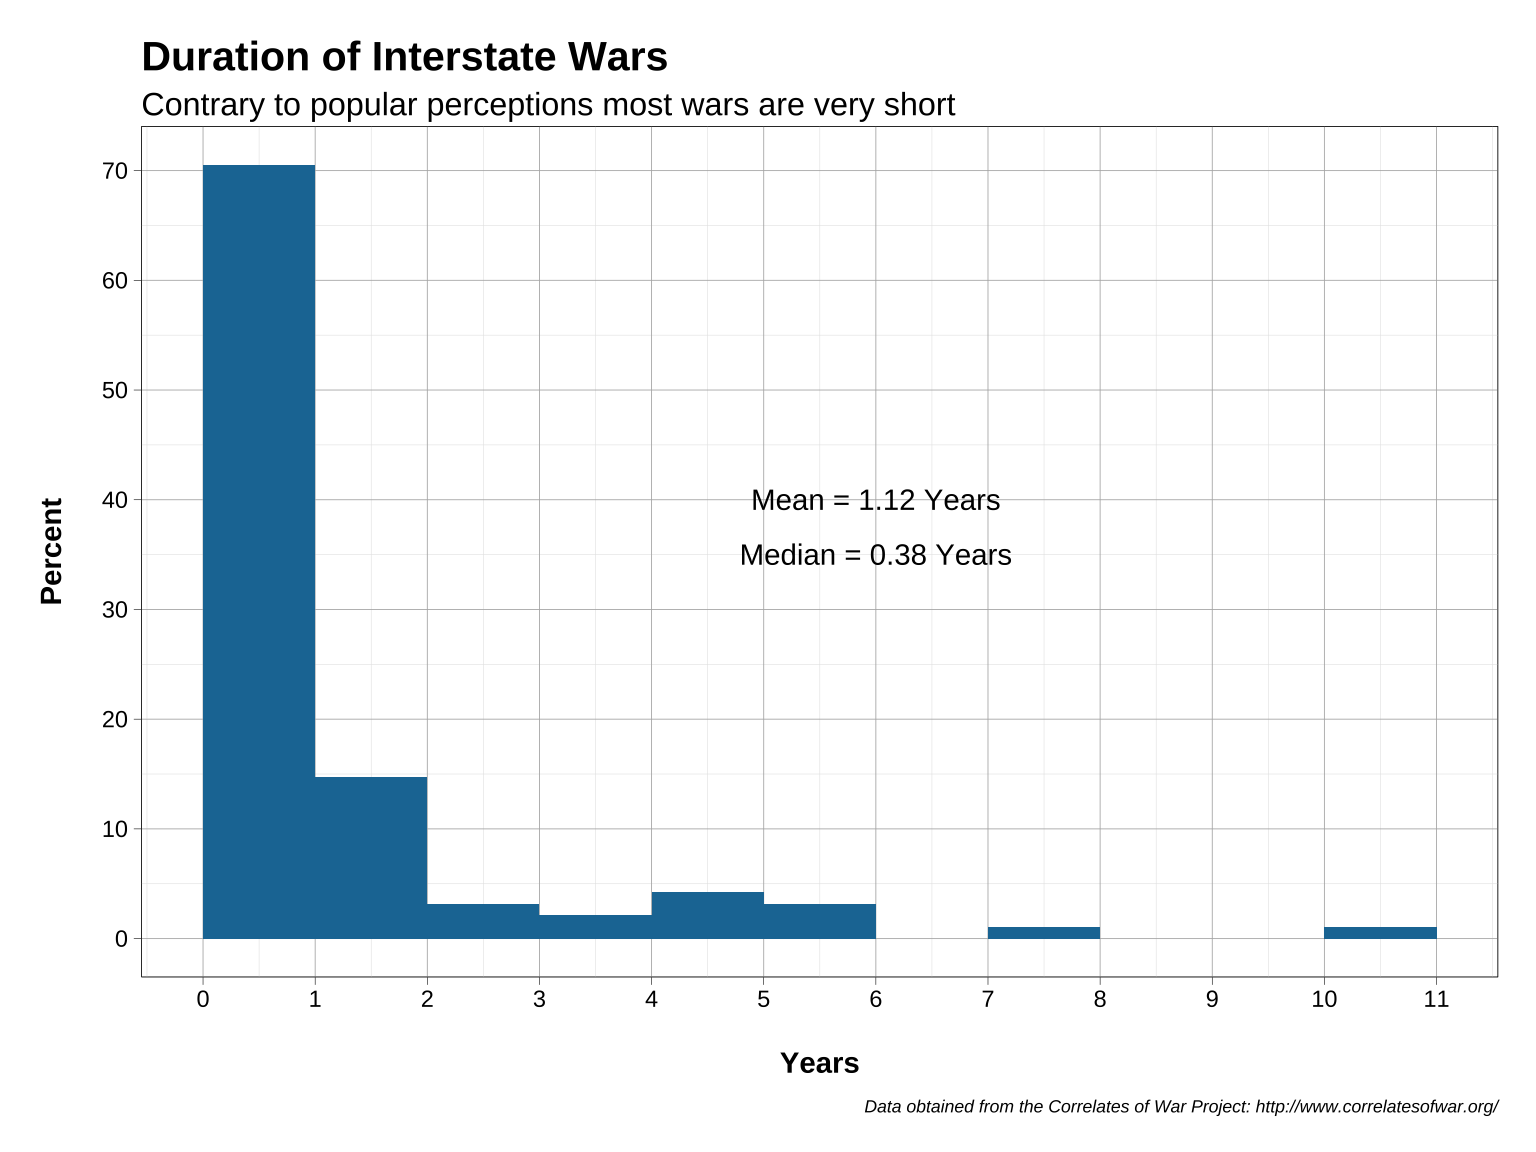 Duration of Interstate Wars
Contrary to popular perceptions most wars are very short
70
60
50
40
30
20
10
0
Percent
Mean = 1.12 Years
Median = 0.38 Years
0 1 2 3 4 5 6 7 8 9 10 11
Years
Data obtained from the Correlates of War Project: http://www.correlatesofwar.org/